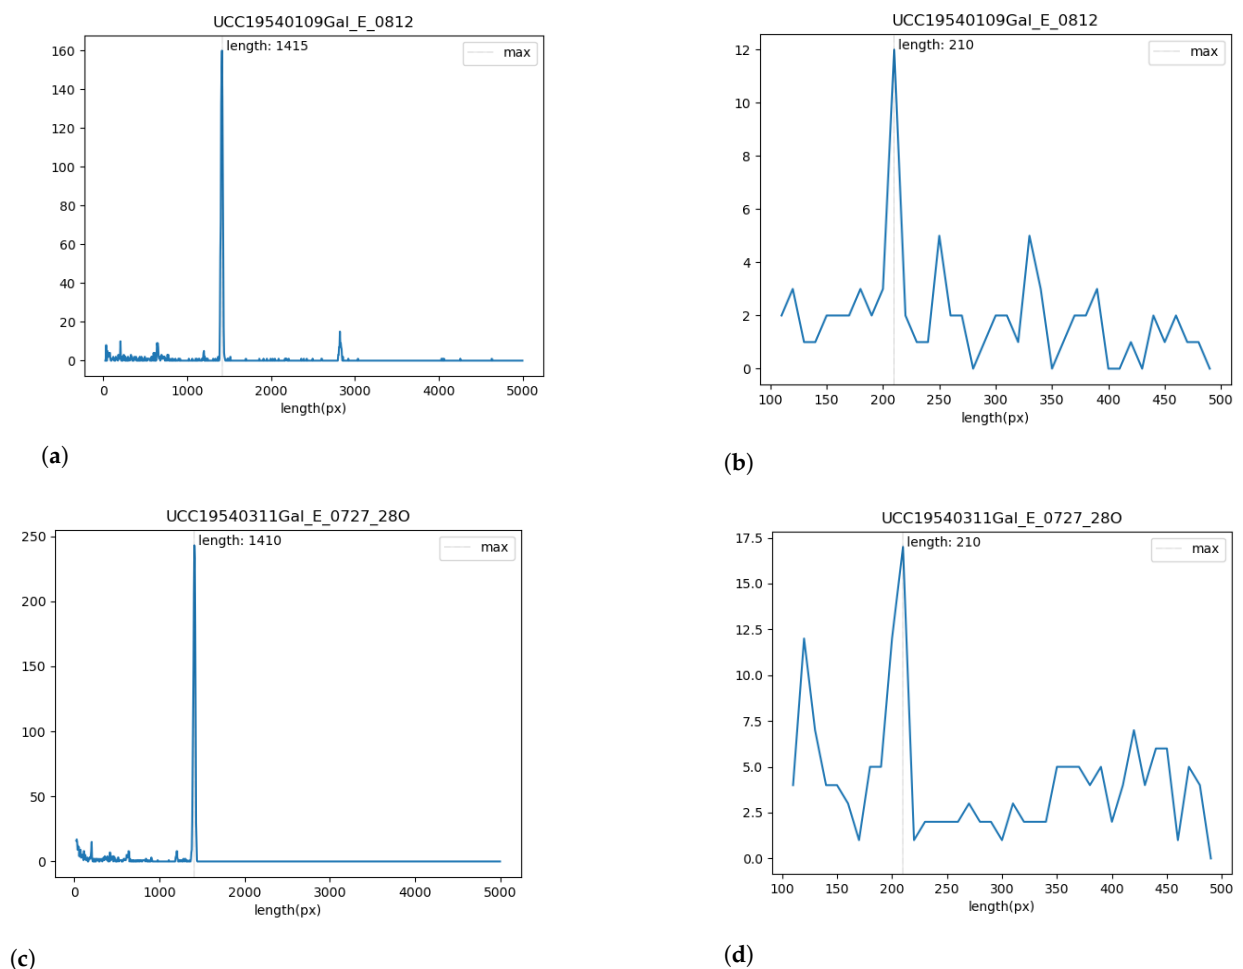 UCC19540109Gal_E_0812
length: 1415
max
160
140
120
100
80
60
40
20
0
0 1000 2000 3000 4000 5000
length(px)
(a)
UCC19540109Gal_E_0812
length: 210
max
12
10
8
6
4
2
0
100 150 200 250 300 350 400 450 500
length(px)
(b)
UCC19540311Gal_E_0727_28O
length: 1410
max
250
200
150
100
50
0
0 1000 2000 3000 4000 5000
length(px)
(c)
UCC19540311Gal_E_0727_28O
length: 210
max
17.5
15.0
12.5
10.0
7.5
5.0
2.5
0.0
100 150 200 250 300 350 400 450 500
length(px)
(d)